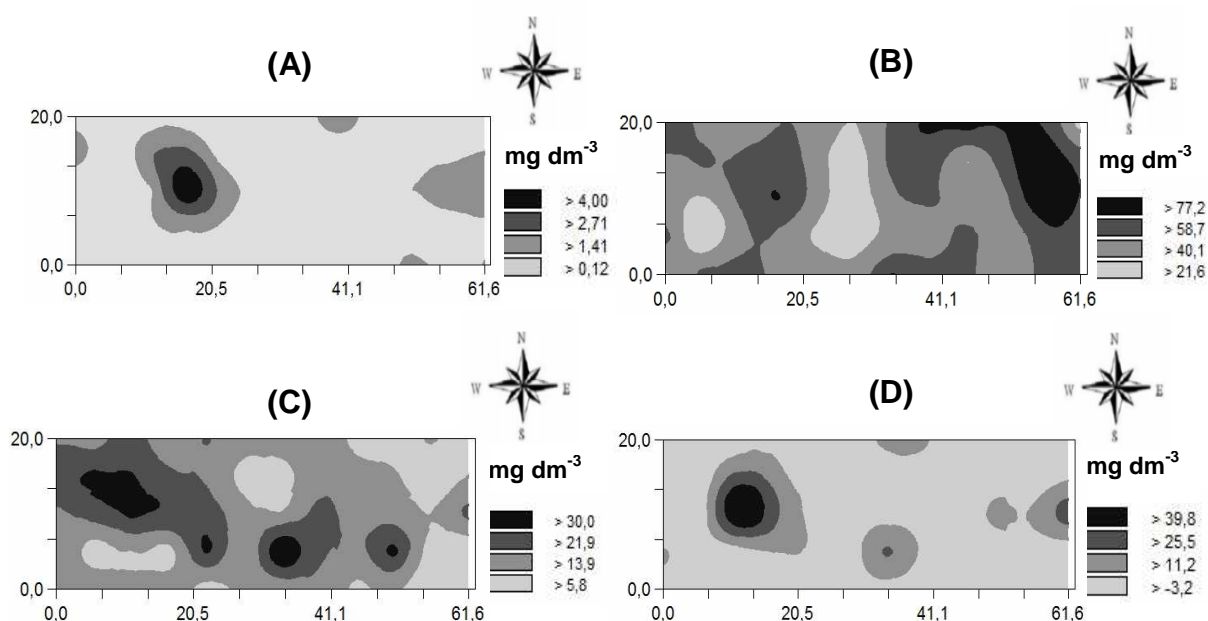 (A)
N
W E
S
20,0
0,0
0,0 20,5 41,1 61,6
mg dm-3
> 4,00
> 2,71
> 1,41
> 0,12
(B)
N
W E
S
20,0
0,0
0,0 20,5 41,1 61,6
mg dm-3
> 77,2
> 58,7
> 40,1
> 21,6
(C)
N
W E
S
20,0
0,0
0,0 20,5 41,1 61,6
mg dm-3
> 30,0
> 21,9
> 13,9
> 5,8
(D)
N
W E
S
20,0
0,0
0,0 20,5 41,1 61,6
mg dm-3
> 39,8
> 25,5
> 11,2
> -3,2